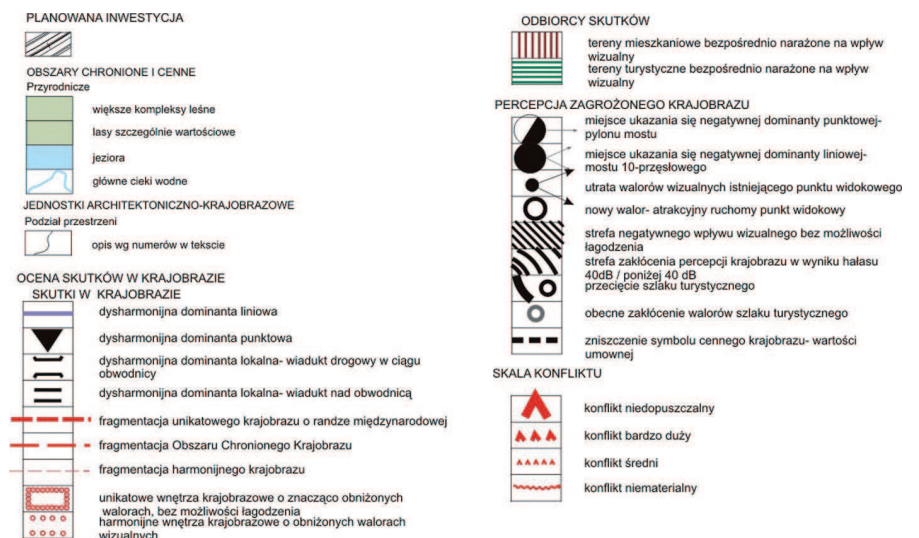 PLANOWANA INWESTYCJA
OBSZARY CHRONIONE I CENNE
Przyrodnicze
większe kompleksy leśne
lasy szczególnie wartościowe
jeziora
główne cieki wodne
JEDNOSTKI ARCHITEKTONICZNO-KRAJOBRAZOWE
Podział przestrzeni
opis wg numerów w tekscie
OCENA SKUTKÓW W KRAJOBRAZIE
SKUTKI W KRAJOBRAZIE
dysharmonijna dominanta liniowa
dysharmonijna dominanta punktowa
dysharmonijna dominanta lokalna- wiadukt drogowy w ciągu
obwodnicy
dysharmonijna dominanta lokalna- wiadukt nad obwodnicą
fragmentacja unikatowego krajobrazu o randze międzynarodowej
fragmentacja Obszaru Chronionego Krajobrazu
fragmentacja harmonijnego krajobrazu
unikatowe wnętrza krajobrazowe o znacząco obniżonych
walorach, bez możliwości łagodzenia
harmonijne wnętrza krajobrazowe o obniżonych walorach
wizualnych
ODBIORCY SKUTKÓW
tereny mieszkaniowe bezpośrednio narażone na wpływ
wizualny
tereny turystyczne bezpośrednio narażone na wpływ
wizualny
PERCEPCJA ZAGROŻONEGO KRAJOBRAZU
miejsce ukazania się negatywnej dominanty punktowej-
pylonu mostu
miejsce ukazania się negatywnej dominanty liniowej-
mostu 10-przęsłowego
utrata walorów wizualnych istniejącego punktu widokowego
nowy walor- atrakcyjny ruchomy punkt widokowy
strefa negatywnego wpływu wizualnego bez możliwości
łagodzenia
strefa zakłócenia percepcji krajobrazu w wyniku hałasu
40dB / poniżej 40 dB
przecięcie szlaku turystycznego
obecne zakłócenie walorów szlaku turystycznego
zniszczenie symbolu cennego krajobrazu- wartości
umownej
SKALA KONFLIKTU
konflikt niedopuszczalny
konflikt bardzo duży
konflikt średni
konflikt niematerialny